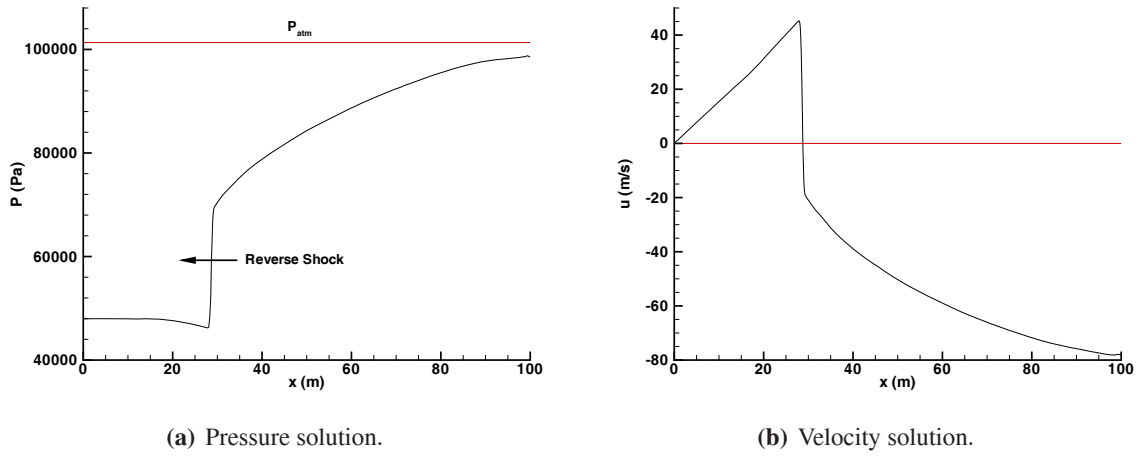 P (Pa)
100000
80000
60000
40000
0
20
40
60
80
100
x (m)
P_atm
Reverse Shock
(a) Pressure solution.
u (m/s)
40
20
0
-20
-40
-60
-80
0
20
40
60
80
100
x (m)
(b) Velocity solution.